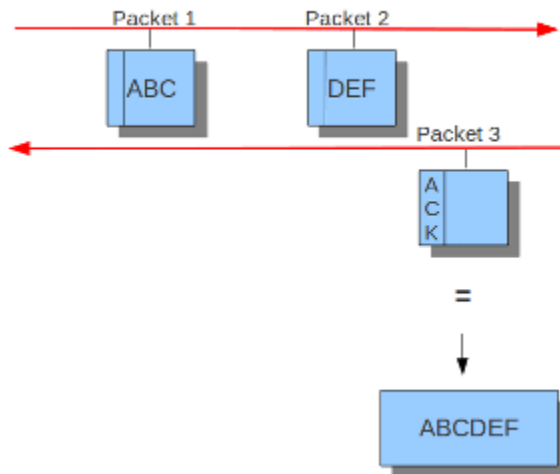 Packet 1
Packet 2
ABC
DEF
Packet 3
A
C
K
=
ABCDEF